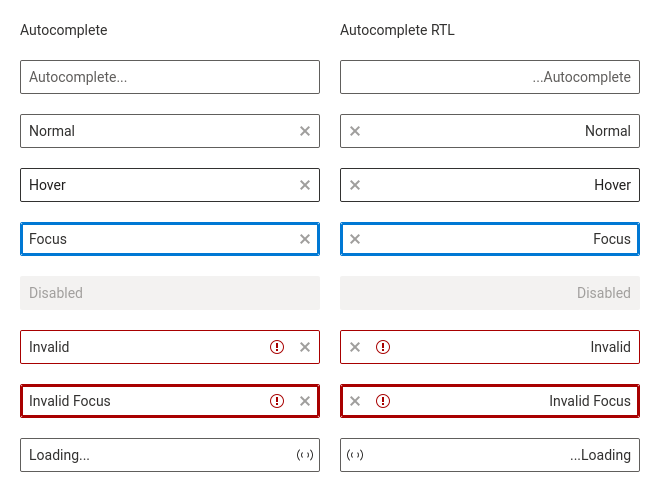 Autocomplete
Autocomplete RTL
Autocomplete...
...Autocomplete
Normal
Normal
Hover
Hover
Focus
Focus
Disabled
Disabled
Invalid
Invalid
Invalid Focus
Invalid Focus
Loading...
...Loading